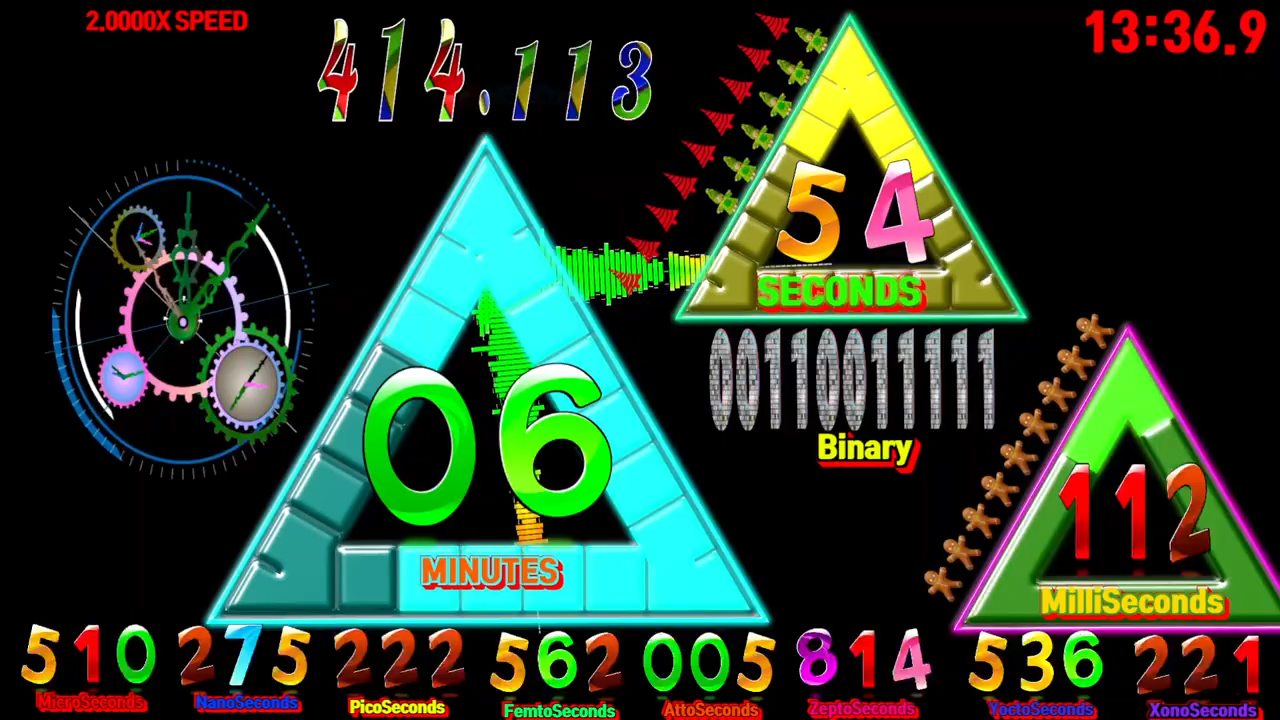 2.0000X SPEED
414.113
13:36.9
54
SECONDS
00110011111
Binary
06
MINUTES
112
MilliSeconds
510 275 222 562 005 814 536 221
MicroSeconds NanoSeconds PicoSeconds FemtoSeconds AttoSeconds ZeptoSeconds YoctoSeconds XonoSeconds